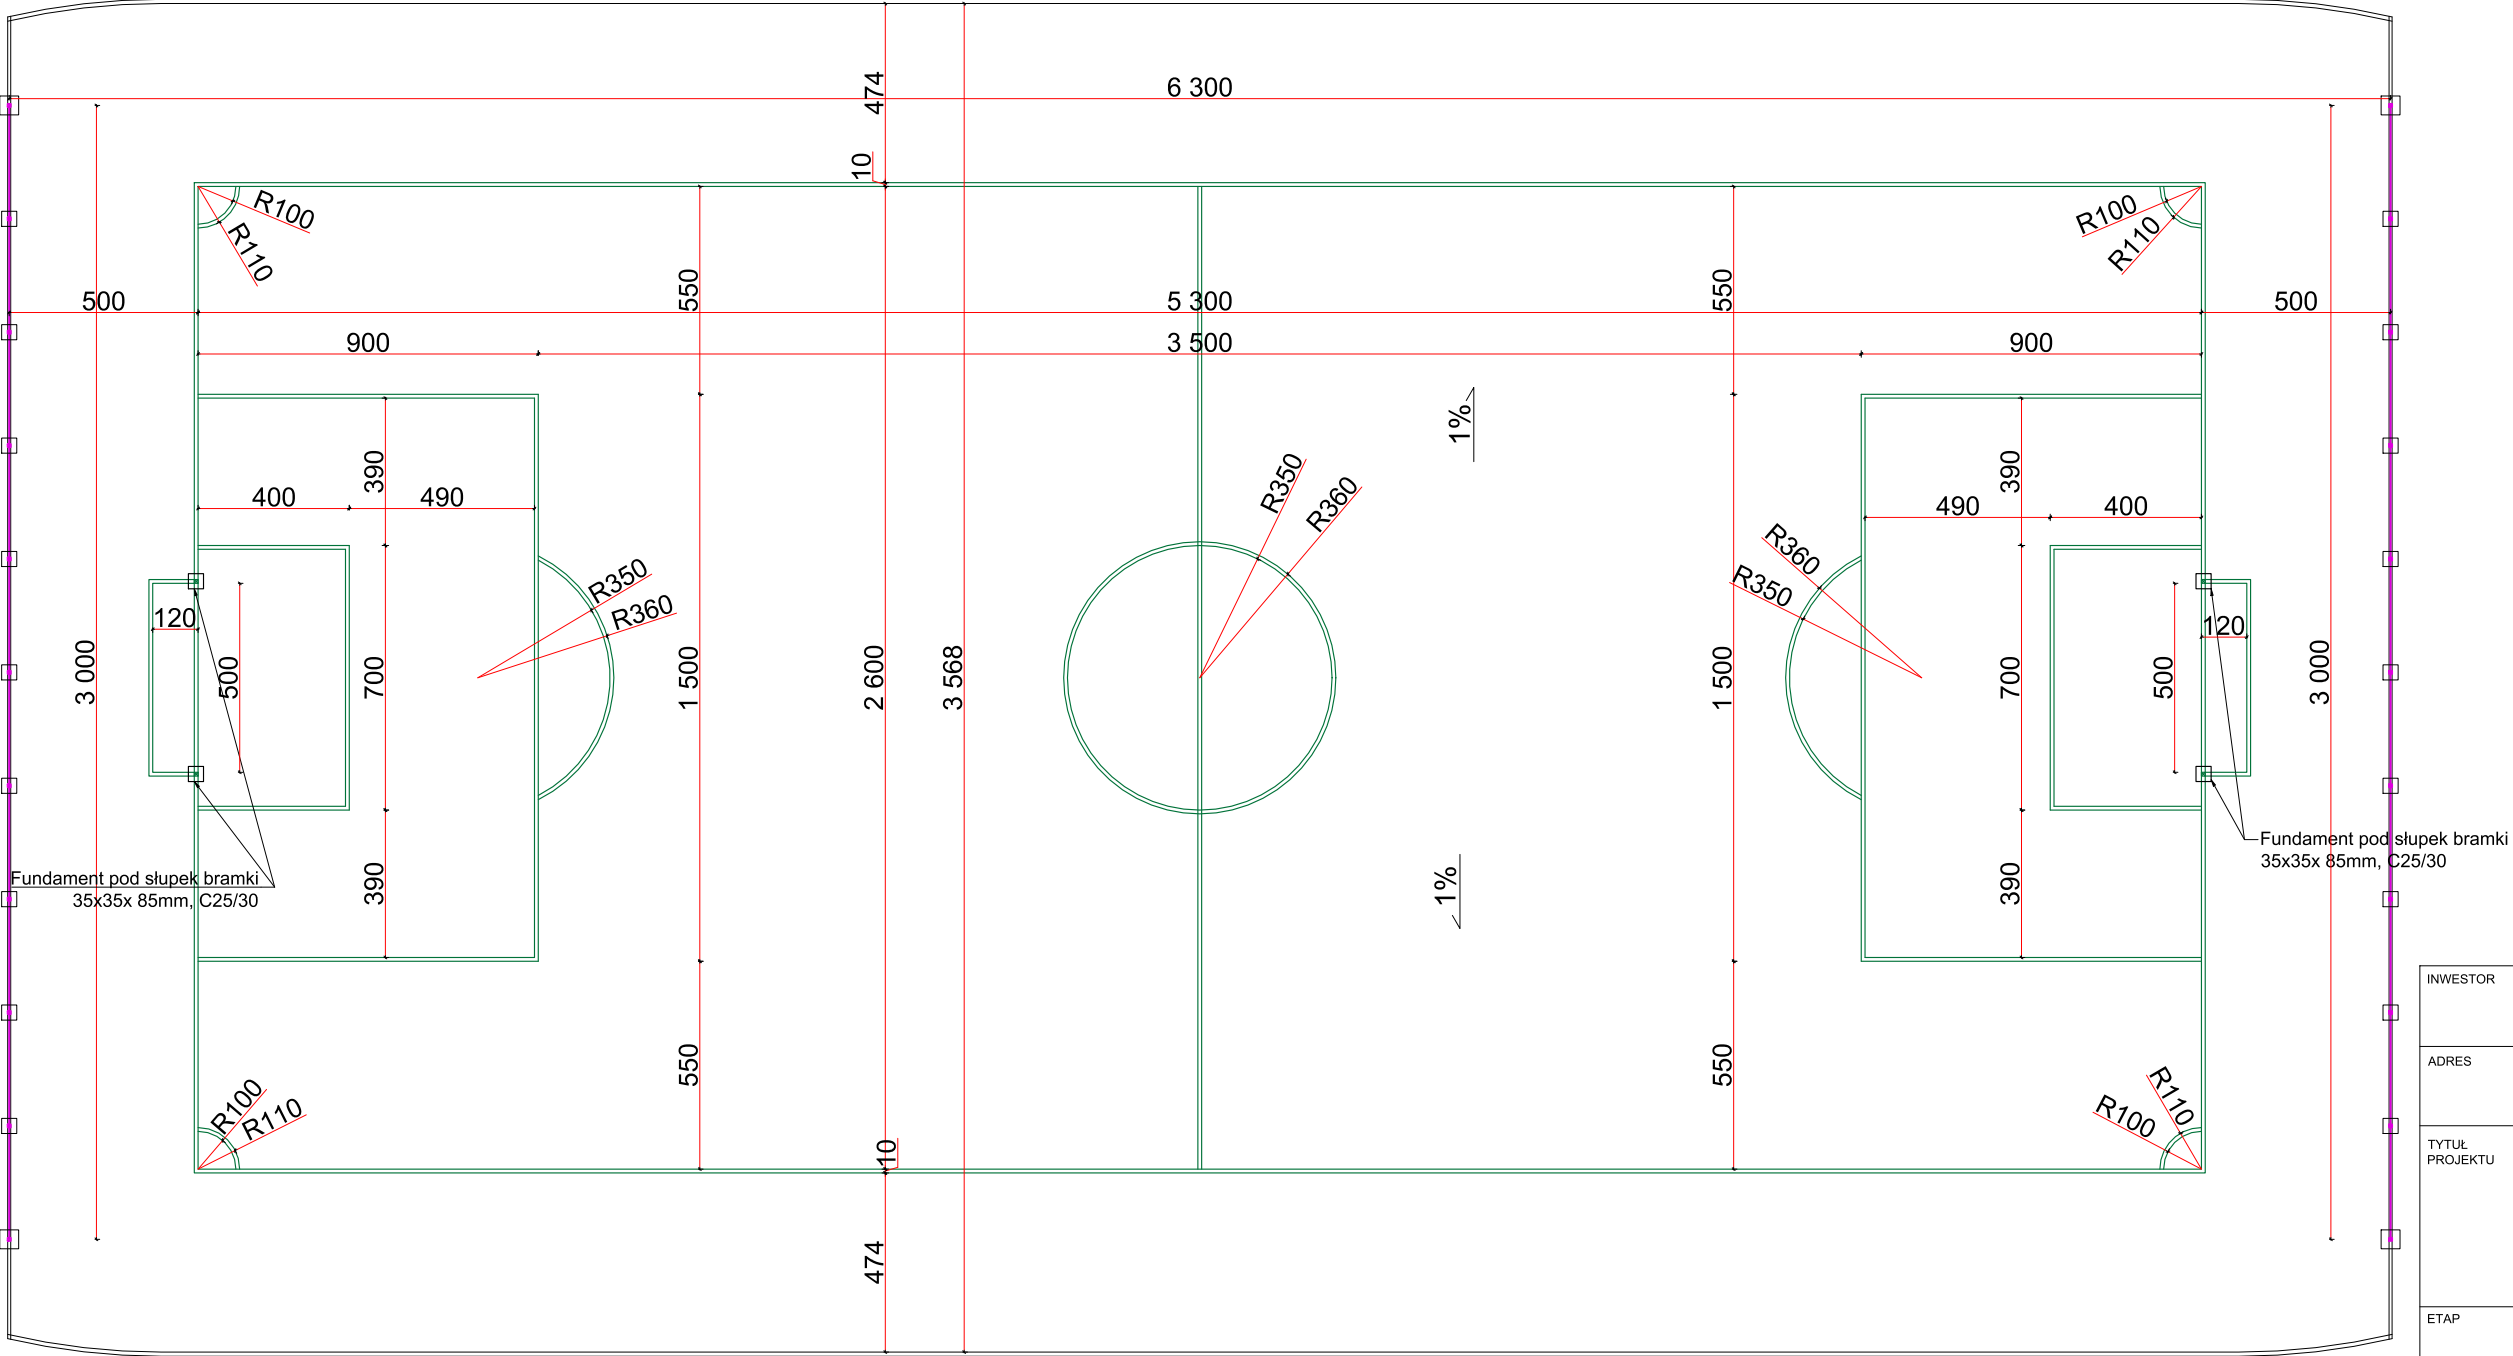 474
6 300
10
R100
R110
R100
R110
550
550
500
5 300
500
900
3 500
900
1%
390
390
400
490
490
400
R350
R360
R350
R360
R360
R350
120
120
3 000
500
700
1 500
2 600
3 568
1 500
700
500
3 000
Fundament pod słupek bramki
35x35x 85mm, C25/30
Fundament pod słupek bramki
35x35x 85mm, C25/30
390
1%
390
550
550
R100
R110
R110
R100
10
474
INWESTOR
ADRES
TYTUŁ
PROJEKTU
ETAP